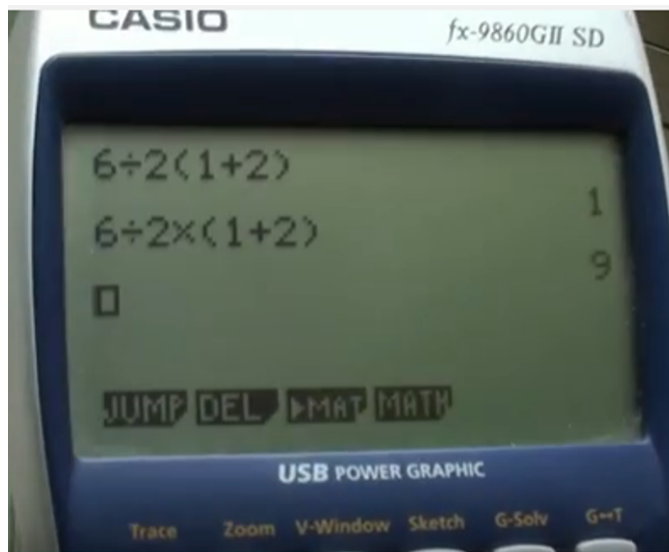 CASIO fx-9860GII SD
6÷2(1+2)
1
6÷2×(1+2)
9
JUMP DEL ▶MAT MATH
USB POWER GRAPHIC
Trace Zoom V-Window Sketch G-Solv G↔T